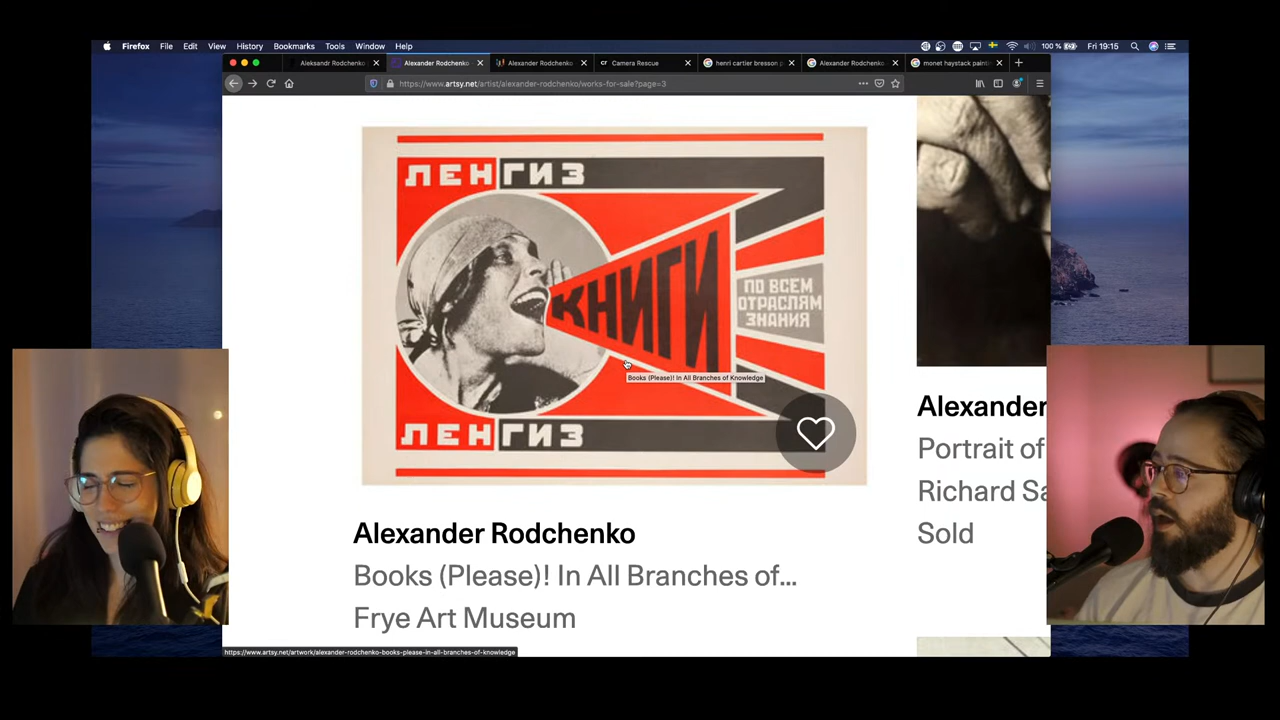 Firefox File Edit View History Bookmarks Tools Window Help
100 % Fri 19:15
Aleksandr Rodchenko
Alexander Rodchenko
Alexander Rodchenko
Camera Rescue
henri cartier bresson p
Alexander Rodchenko
monet haystack painti
https://www.artsy.net/artist/alexander-rodchenko/works-for-sale?page=3
ЛЕНГИЗ
КНИГИ
ПО ВСЕМ
ОТРАСЛЯМ
ЗНАНИЯ
Books (Please)! In All Branches of Knowledge
ЛЕНГИЗ
Alexander Rodchenko
Books (Please)! In All Branches of...
Frye Art Museum
Alexander
Portrait of
Richard Sa
Sold
https://www.artsy.net/artwork/alexander-rodchenko-books-please-in-all-branches-of-knowledge